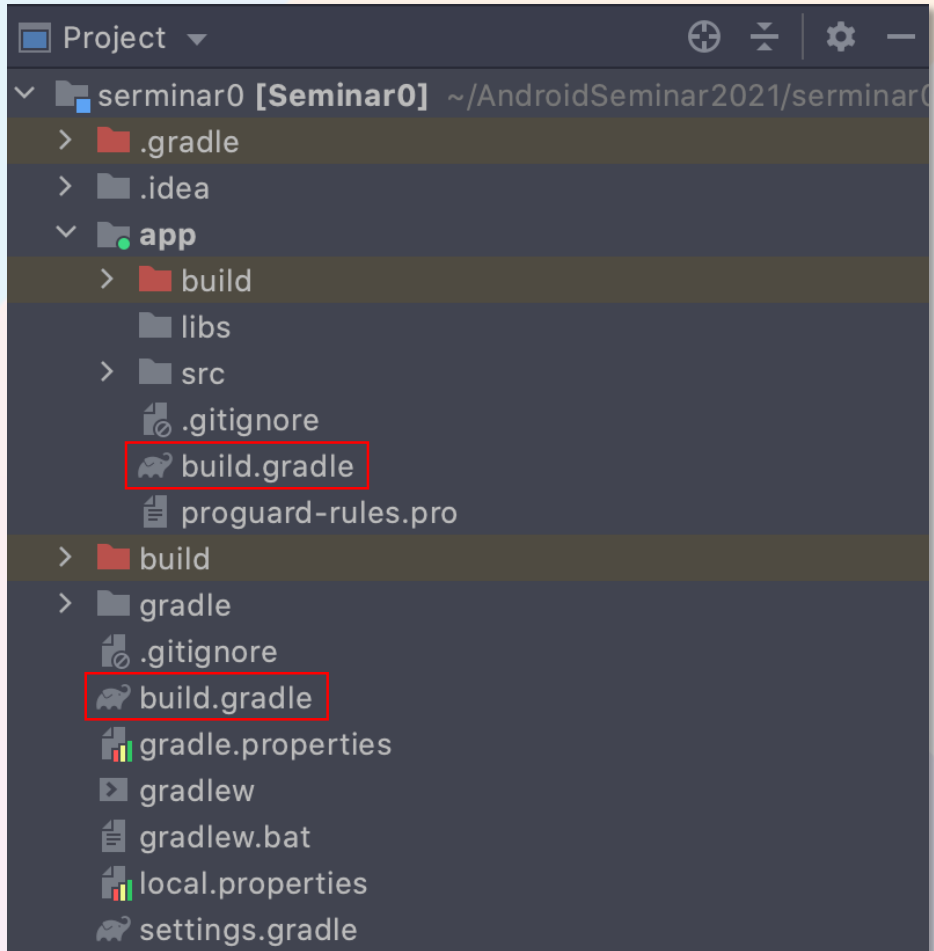 Project
serminar0 [Seminar0] ~/AndroidSeminar2021/serminar0
.gradle
.idea
app
build
libs
src
.gitignore
build.gradle
proguard-rules.pro
build
gradle
.gitignore
build.gradle
gradle.properties
gradlew
gradlew.bat
local.properties
settings.gradle